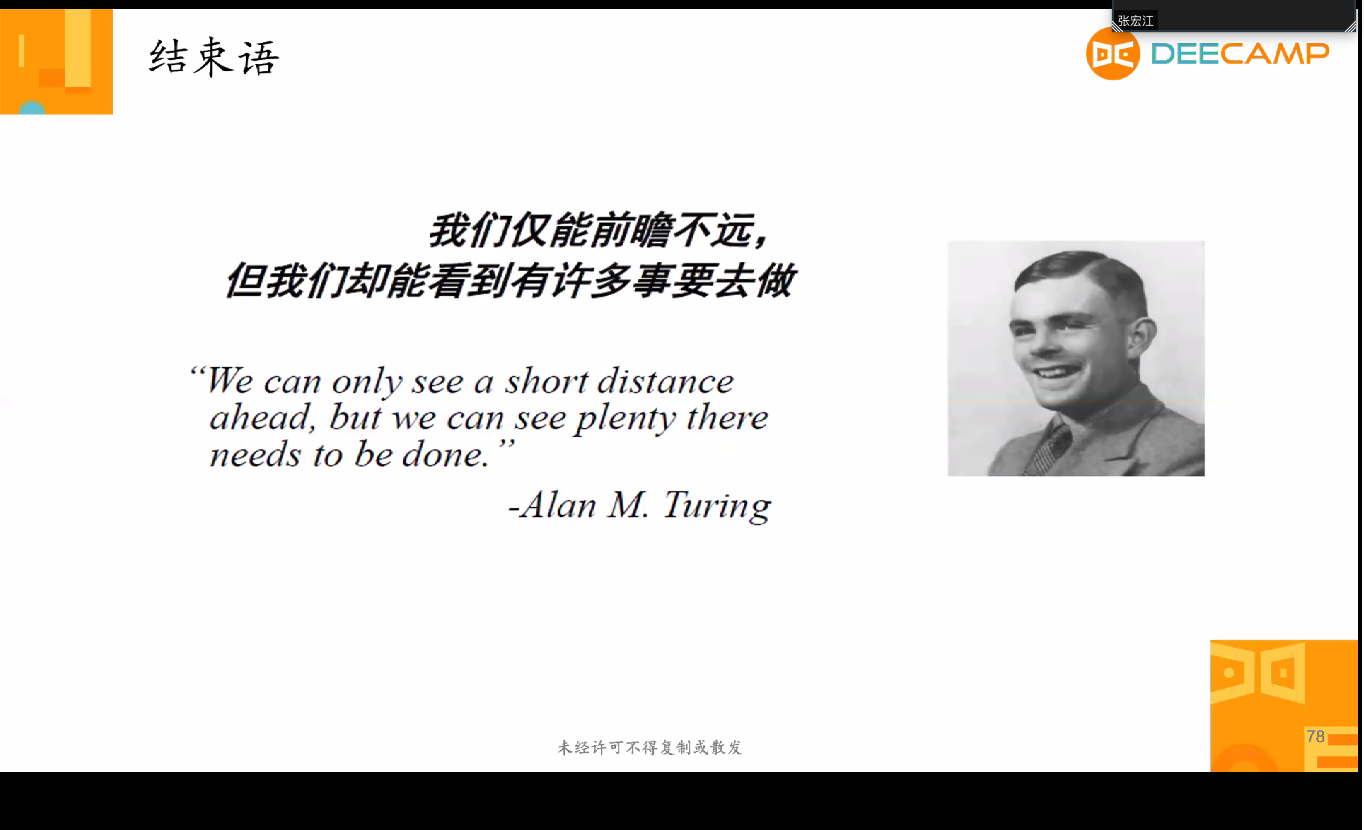 张宏江
结束语
DEECAMP
我们仅能前瞻不远，
但我们却能看到有许多事要去做
“We can only see a short distance
ahead, but we can see plenty there
needs to be done.”
-Alan M. Turing
78
未经许可不得复制或散发